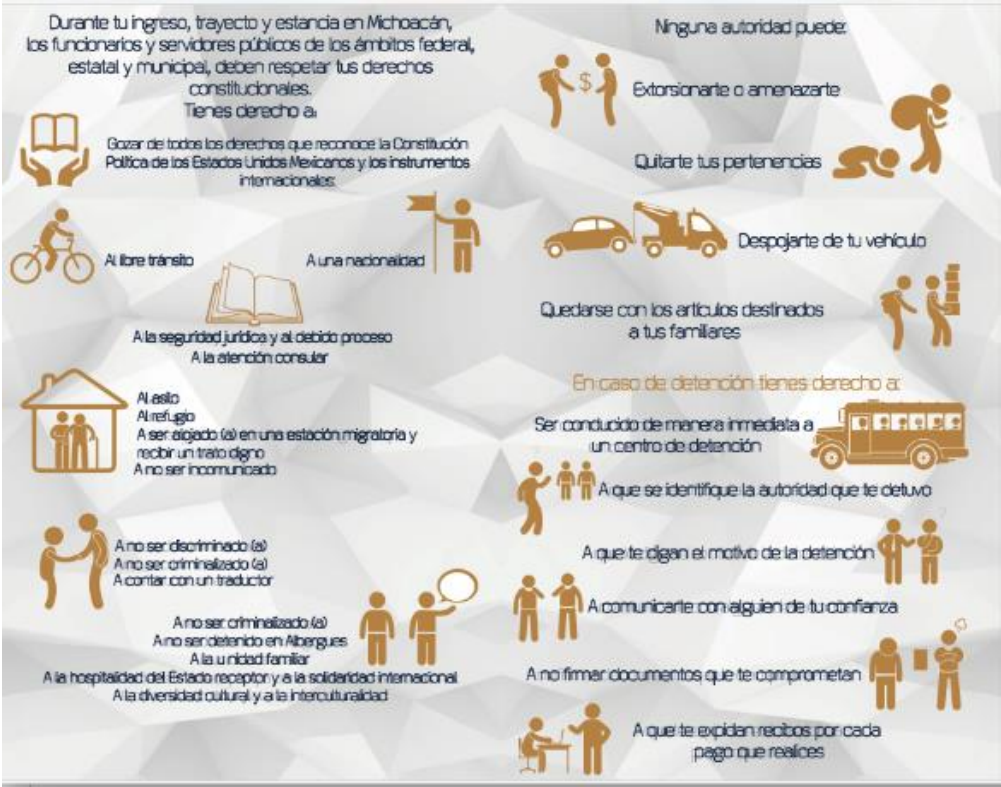 Durante tu ingreso, trayecto y estancia en Michoacán,
los funcionarios y servidores públicos de los ámbitos federal,
estatal y municipal, deben respetar tus derechos
constitucionales.
Tienes derecho a:
Gozar de todos los derechos que reconoce la Constitución
Política de los Estados Unidos Mexicanos y los instrumentos
internacionales:
Al libre tránsito
A una nacionalidad
A la seguridad jurídica y al debido proceso
A la atención consular
Al asilo
Al refugio
A ser alojado (a) en una estación migratoria y
recibir un trato digno
A no ser incomunicado
A no ser discriminado (a)
A no ser criminalizado (a)
A contar con un traductor
A no ser criminalizado (a)
A no ser detenido en Albergues
A la unidad familiar
A la hospitalidad del Estado receptor y a la solidaridad internacional
A la diversidad cultural y a la interculturalidad
Ninguna autoridad puede:
$
Extorsionarte o amenazarte
Quitarte tus pertenencias
Despojarte de tu vehículo
Quedarse con los artículos destinados
a tus familiares
En caso de detención tienes derecho a:
Ser conducido de manera inmediata a
un centro de detención
A que se identifique la autoridad que te detuvo
A que te digan el motivo de la detención
A comunicarte con alguien de tu confianza
A no firmar documentos que te comprometan
A que te expidan recibos por cada
pago que realices